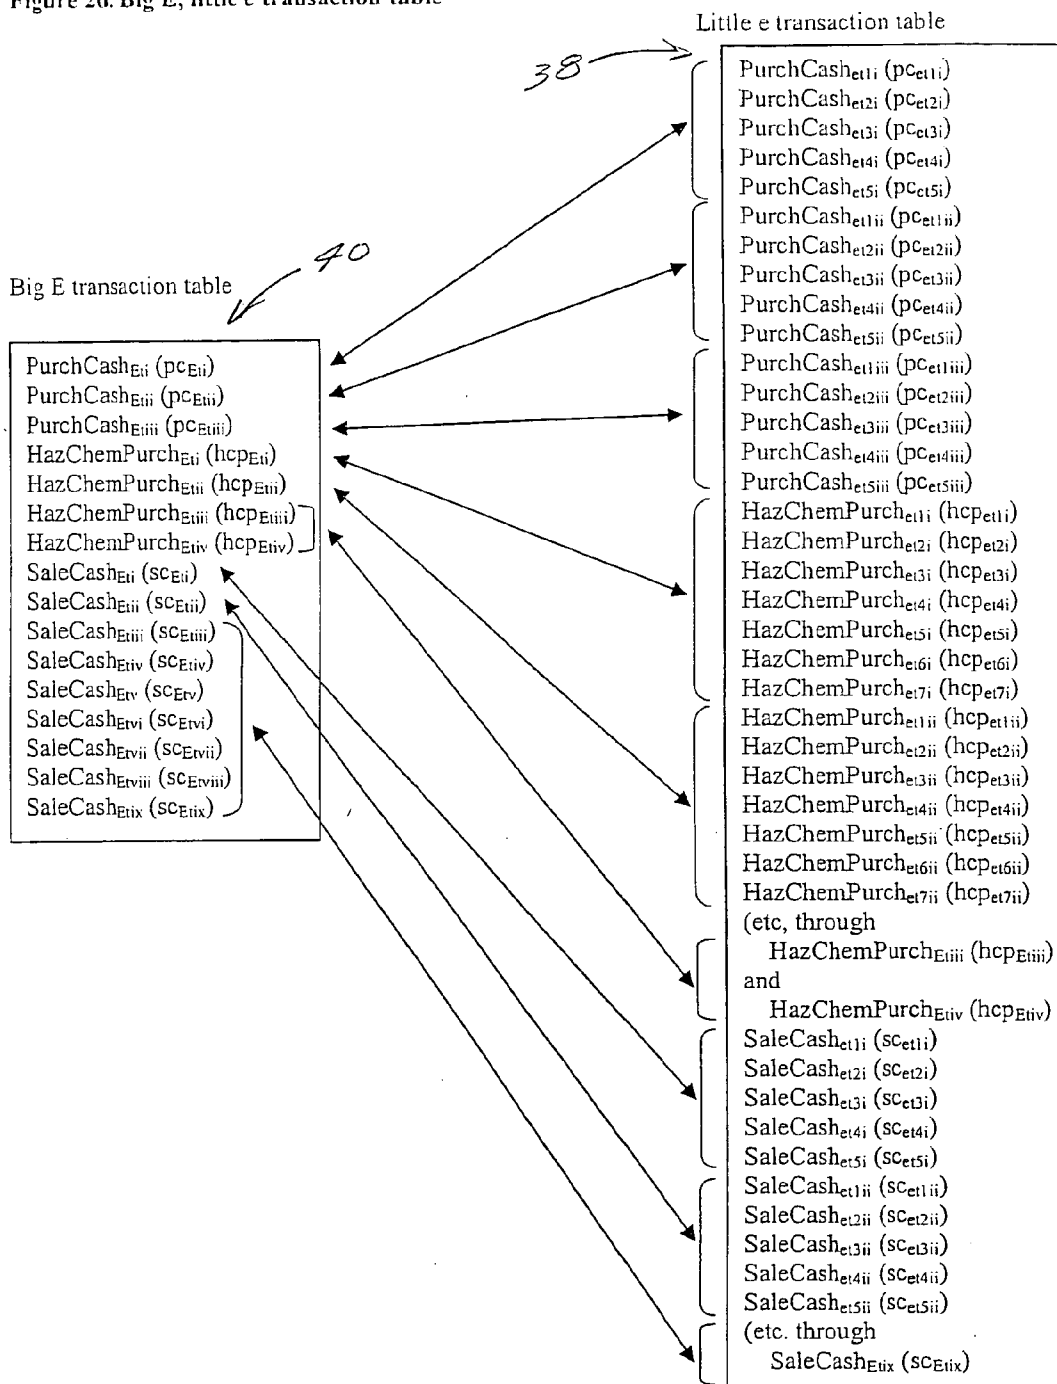 Figure 26. Big E, little e transaction table
Little e transaction table
38
PurchCash_et1i (pc_et1i)
PurchCash_et2i (pc_et2i)
PurchCash_et3i (pc_et3i)
PurchCash_et4i (pc_et4i)
PurchCash_et5i (pc_et5i)
PurchCash_et1ii (pc_et1ii)
PurchCash_et2ii (pc_et2ii)
PurchCash_et3ii (pc_et3ii)
PurchCash_et4ii (pc_et4ii)
PurchCash_et5ii (pc_et5ii)
PurchCash_et1iii (pc_et1iii)
PurchCash_et2iii (pc_et2iii)
PurchCash_et3iii (pc_et3iii)
PurchCash_et4iii (pc_et4iii)
PurchCash_et5iii (pc_et5iii)
HazChemPurch_et1i (hcp_et1i)
HazChemPurch_et2i (hcp_et2i)
HazChemPurch_et3i (hcp_et3i)
HazChemPurch_et4i (hcp_et4i)
HazChemPurch_et5i (hcp_et5i)
HazChemPurch_et6i (hcp_et6i)
HazChemPurch_et7i (hcp_et7i)
HazChemPurch_et1ii (hcp_et1ii)
HazChemPurch_et2ii (hcp_et2ii)
HazChemPurch_et3ii (hcp_et3ii)
HazChemPurch_et4ii (hcp_et4ii)
HazChemPurch_et5ii (hcp_et5ii)
HazChemPurch_et6ii (hcp_et6ii)
HazChemPurch_et7ii (hcp_et7ii)
(etc, through
HazChemPurch_Etiii (hcp_Etiii)
and
HazChemPurch_Etiv (hcp_Etiv)
SaleCash_et1i (sc_et1i)
SaleCash_et2i (sc_et2i)
SaleCash_et3i (sc_et3i)
SaleCash_et4i (sc_et4i)
SaleCash_et5i (sc_et5i)
SaleCash_et1ii (sc_et1ii)
SaleCash_et2ii (sc_et2ii)
SaleCash_et3ii (sc_et3ii)
SaleCash_et4ii (sc_et4ii)
SaleCash_et5ii (sc_et5ii)
(etc. through
SaleCash_Etix (sc_Etix)
40
Big E transaction table
PurchCash_Eti (pc_Eti)
PurchCash_Etii (pc_Etii)
PurchCash_Etiii (pc_Etiii)
HazChemPurch_Eti (hcp_Eti)
HazChemPurch_Etii (hcp_Etii)
HazChemPurch_Etiii (hcp_Etiii)
HazChemPurch_Etiv (hcp_Etiv)
SaleCash_Eti (sc_Eti)
SaleCash_Etii (sc_Etii)
SaleCash_Etiii (sc_Etiii)
SaleCash_Etiv (sc_Etiv)
SaleCash_Etv (sc_Etv)
SaleCash_Etvi (sc_Etvi)
SaleCash_Etvii (sc_Etvii)
SaleCash_Etviii (sc_Etviii)
SaleCash_Etix (sc_Etix)